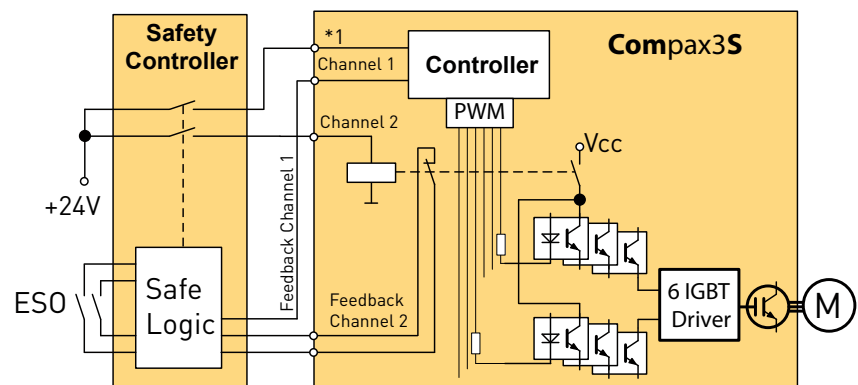 Safety
Controller
*1
Channel 1
Controller
Compax3S
PWM
Channel 2
Vcc
+24V
Feedback Channel 1
ESO
Safe
Logic
Feedback
Channel 2
6 IGBT
Driver
M